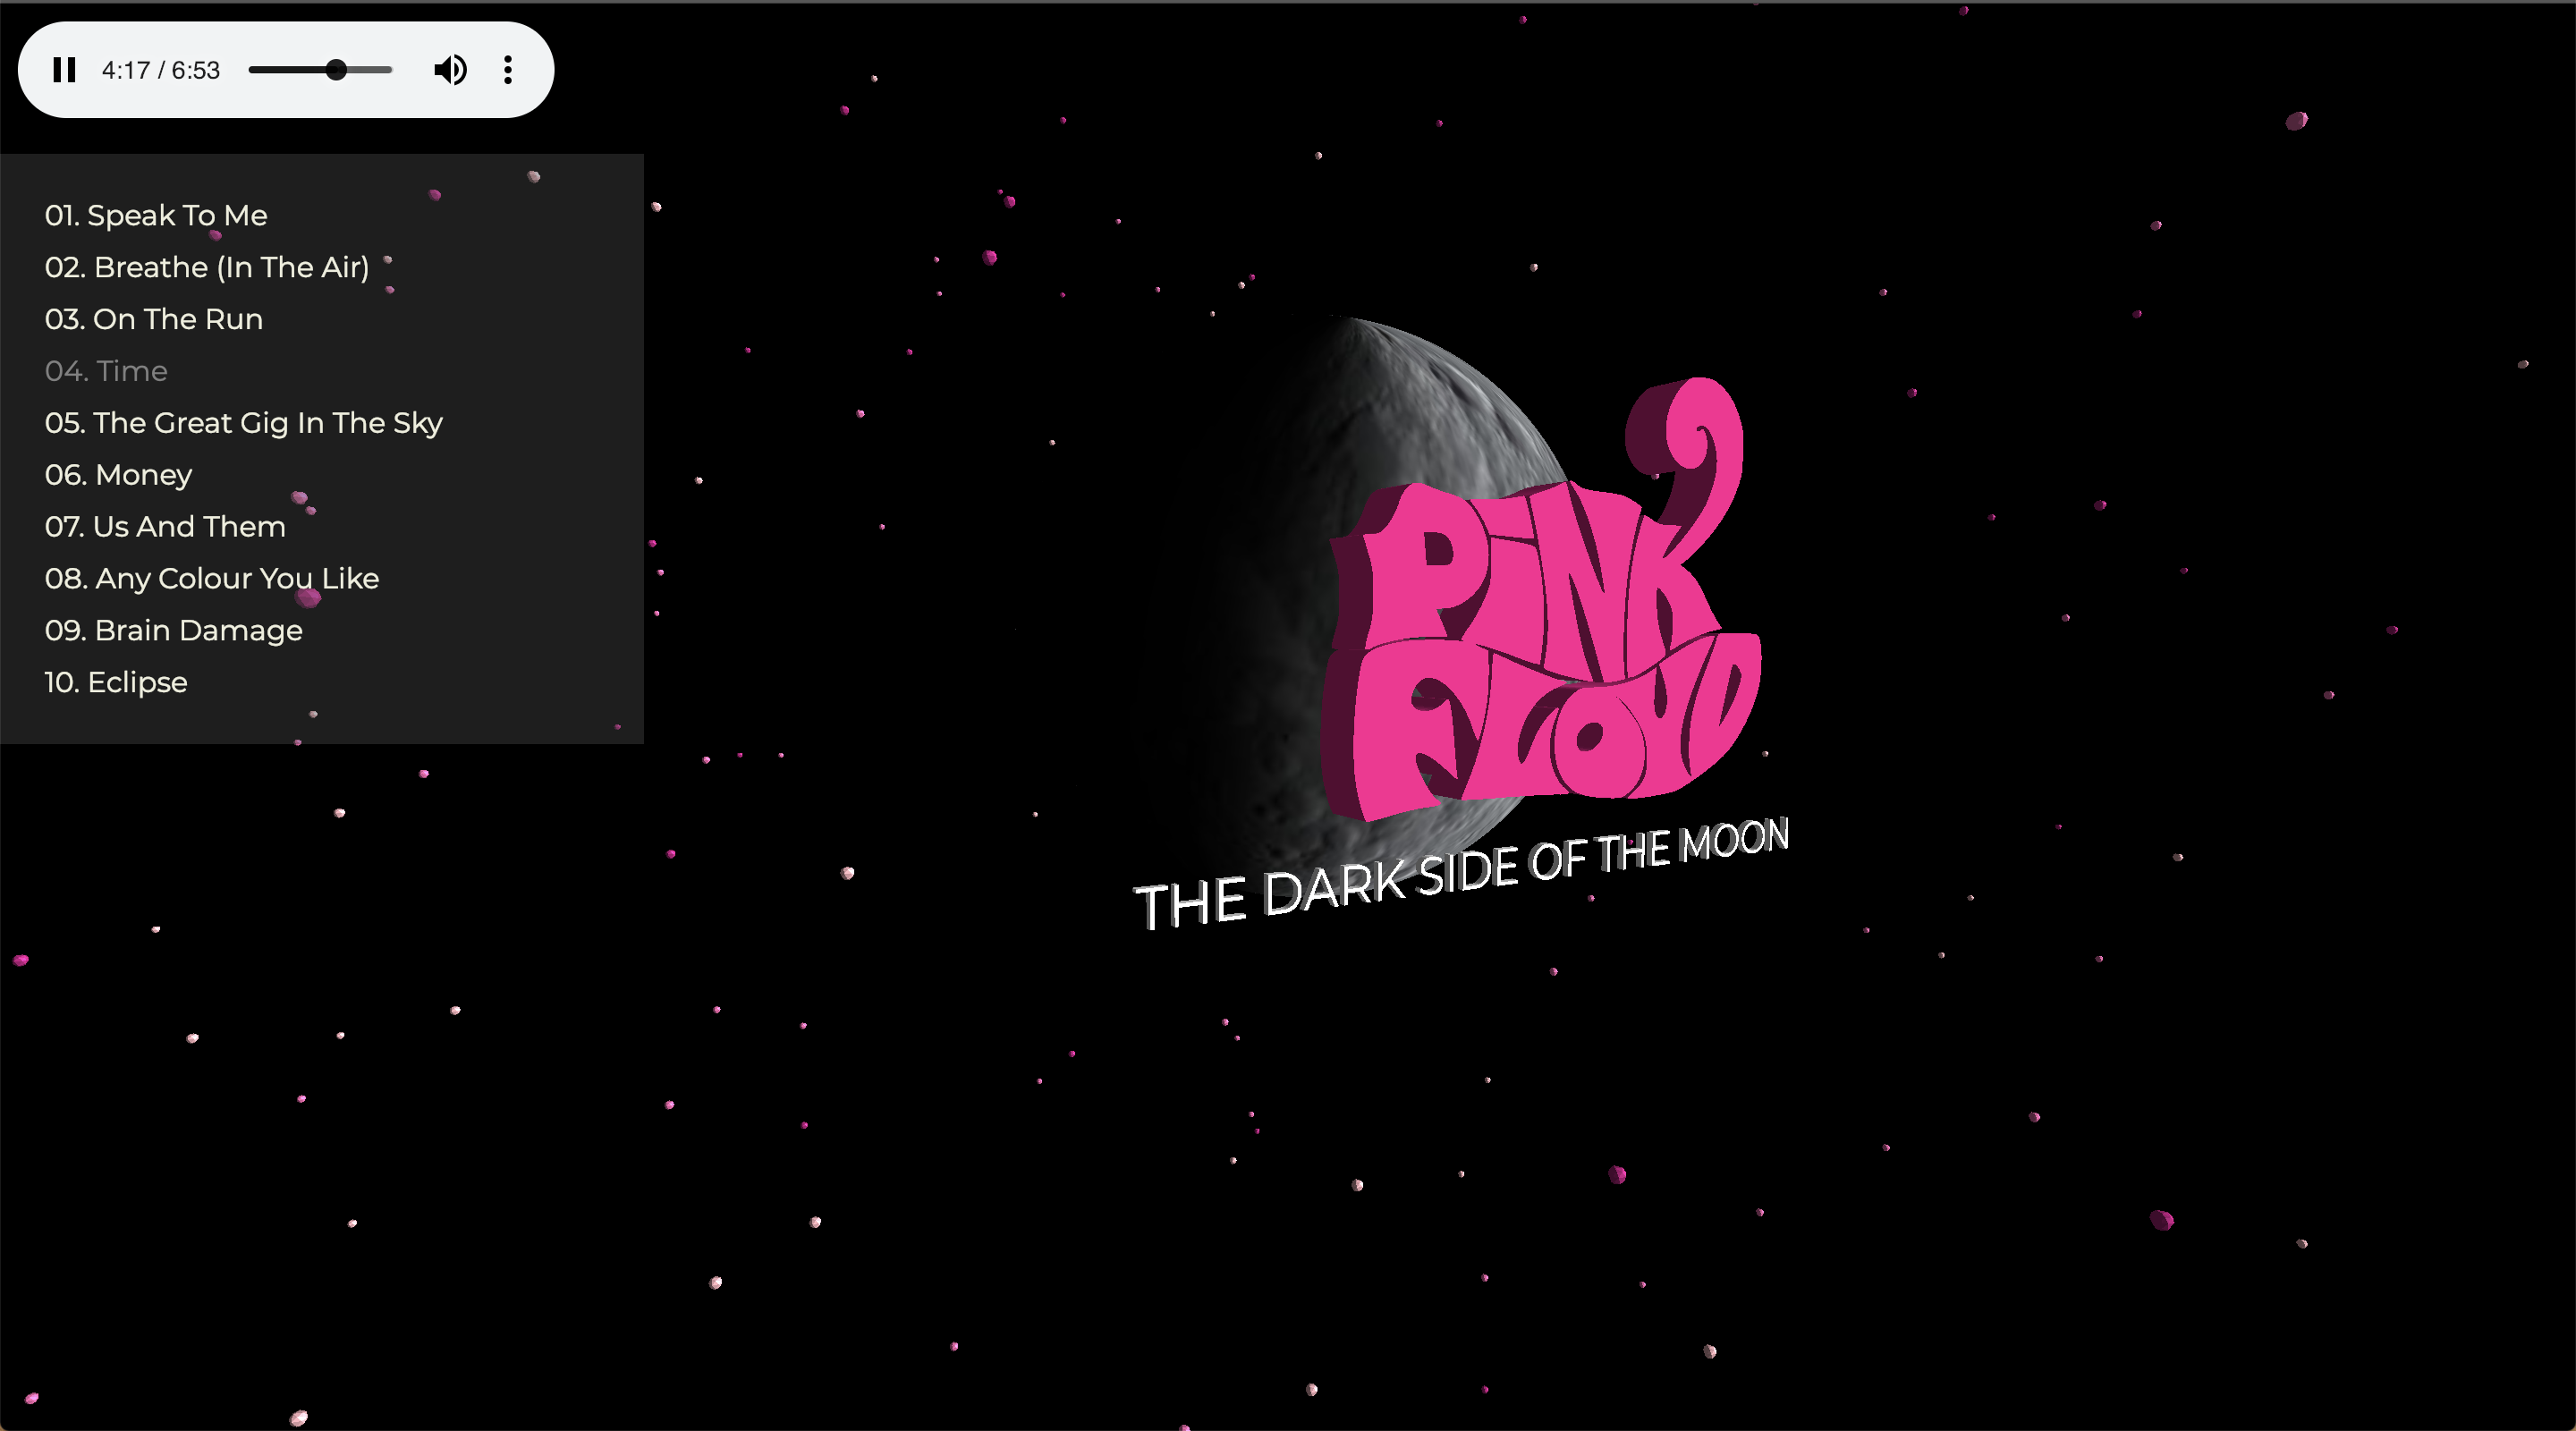 4:17 / 6:53
01. Speak To Me
02. Breathe (In The Air)
03. On The Run
04. Time
05. The Great Gig In The Sky
06. Money
07. Us And Them
08. Any Colour You Like
09. Brain Damage
10. Eclipse
PiNK
FLOYD
THE DARK SIDE OF THE MOON